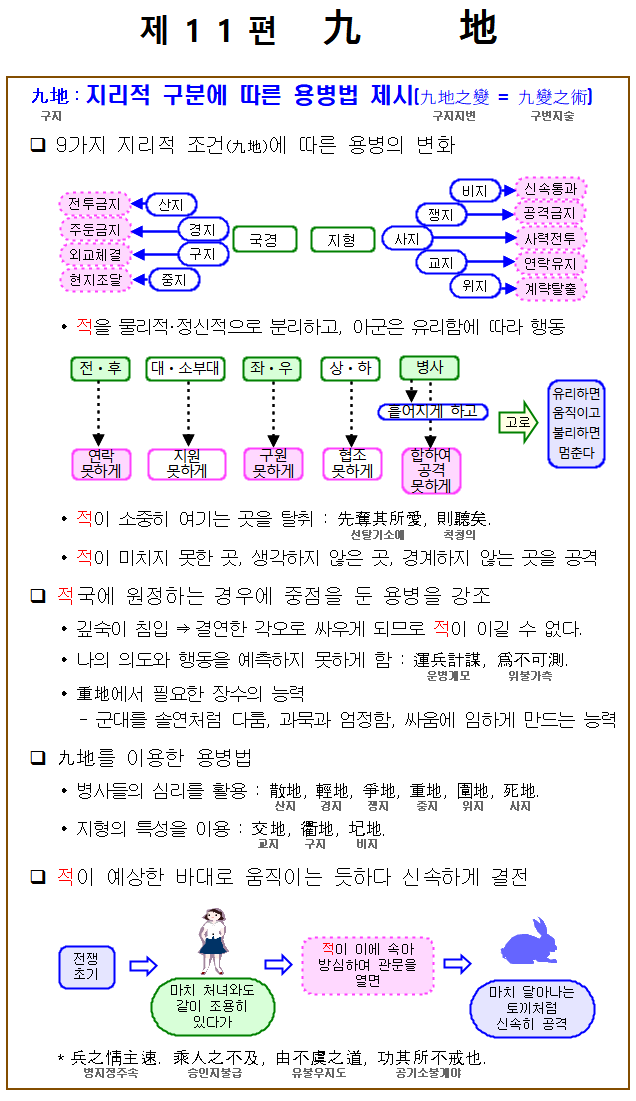 제 1 1 편 九 地
九地 : 지리적 구분에 따른 용병법 제시(九地之變 = 九變之術)
구지 구지지변 구변지술
❑ 9가지 지리적 조건(九地)에 따른 용병의 변화
전투금지 산지
주둔금지 경지
외교체결 구지
현지조달 중지
국경 지형
비지 신속통과
쟁지 공격금지
사지 사력전투
교지 연락유지
위지 계략탈출
• 적을 물리적·정신적으로 분리하고, 아군은 유리함에 따라 행동
전·후 대·소부대 좌·우 상·하 병사
흩어지게 하고
연락
못하게
지원
못하게
구원
못하게
협소
못하게
합하여
공격
못하게
고로
유리하면
움직이고
불리하면
멈춘다
• 적이 소중히 여기는 곳을 탈취 : 先奪其所愛, 則聽矣.
선탈기소애 척청의
• 적이 미치지 못한 곳, 생각하지 않은 곳, 경계하지 않는 곳을 공격
❑ 적국에 원정하는 경우에 중점을 둔 용병을 강조
• 깊숙이 침입 ⇒ 결연한 각오로 싸우게 되므로 적이 이길 수 없다.
• 나의 의도와 행동을 예측하지 못하게 함 : 運兵計謀, 爲不可測.
운병계모 위불가측
• 重地에서 필요한 장수의 능력
- 군대를 솔연처럼 다룸, 과묵과 엄정함, 싸움에 임하게 만드는 능력
❑ 九地를 이용한 용병법
• 병사들의 심리를 활용 : 散地, 輕地, 爭地, 重地, 圍地, 死地.
산지 경지 쟁지 중지 위지 사지
• 지형의 특성을 이용 : 交地, 衢地, 圮地.
교지 구지 비지
❑ 적이 예상한 바대로 움직이는 듯하다 신속하게 결전
전쟁
초기
마치 처녀와도
같이 조용히
있다가
적이 이에 속아
방심하여 관문을
열면
마치 달아나는
토끼처럼
신속히 공격
* 兵之情主速. 乘人之不及, 由不虞之道, 功其所不戒也.
병지정주속 승인지불급 유불우지도 공기소불계야